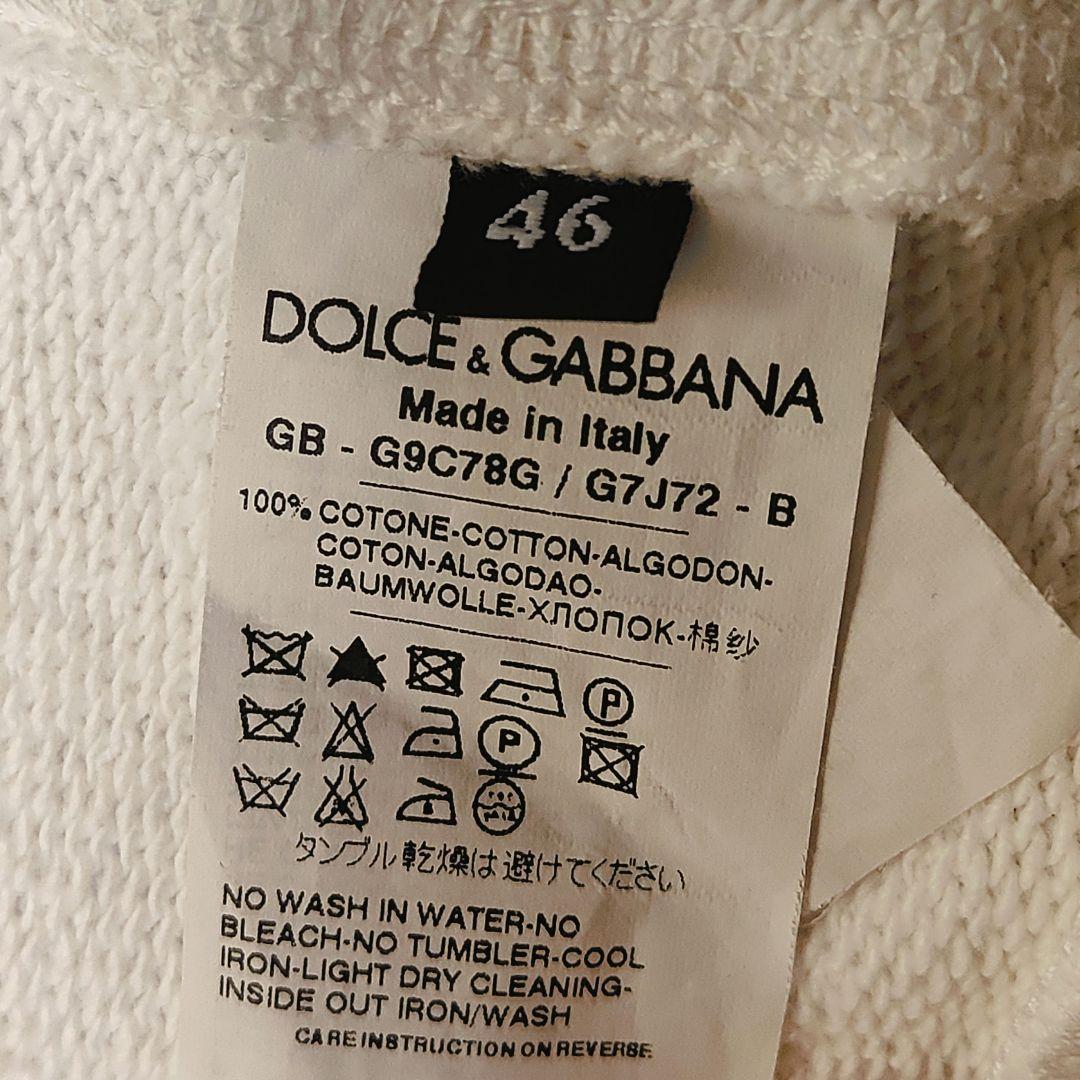 46
DOLCE & GABBANA
Made in Italy
GB - G9C78G / G7J72 - B
100% COTONE-COTTON-ALGODON-
COTON-ALGODAO-
BAUMWOLLE-ХЛОПОК-棉纱
P
P
タンブル乾燥は避けてください
NO WASH IN WATER-NO
BLEACH-NO TUMBLER-COOL
IRON-LIGHT DRY CLEANING-
INSIDE OUT IRON/WASH
CARE INSTRUCTION ON REVERSE